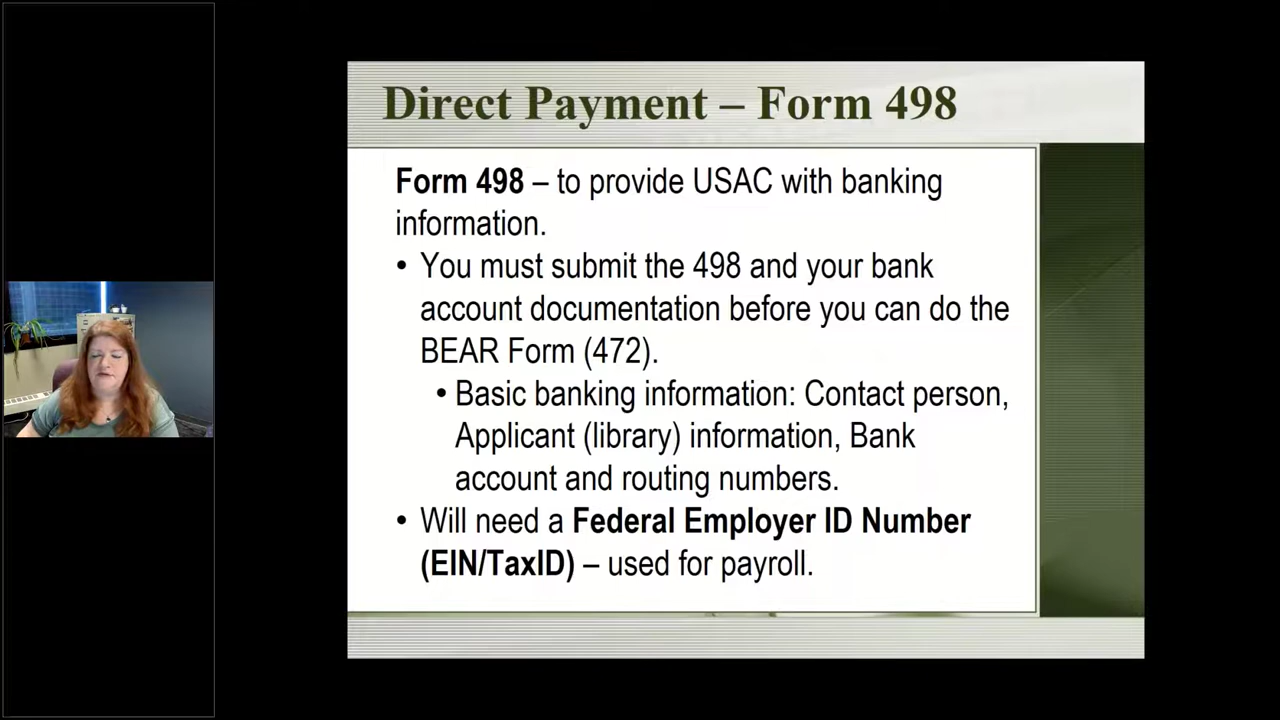 Direct Payment – Form 498
Form 498 – to provide USAC with banking
information.
• You must submit the 498 and your bank
account documentation before you can do the
BEAR Form (472).
• Basic banking information: Contact person,
Applicant (library) information, Bank
account and routing numbers.
• Will need a Federal Employer ID Number
(EIN/TaxID) – used for payroll.